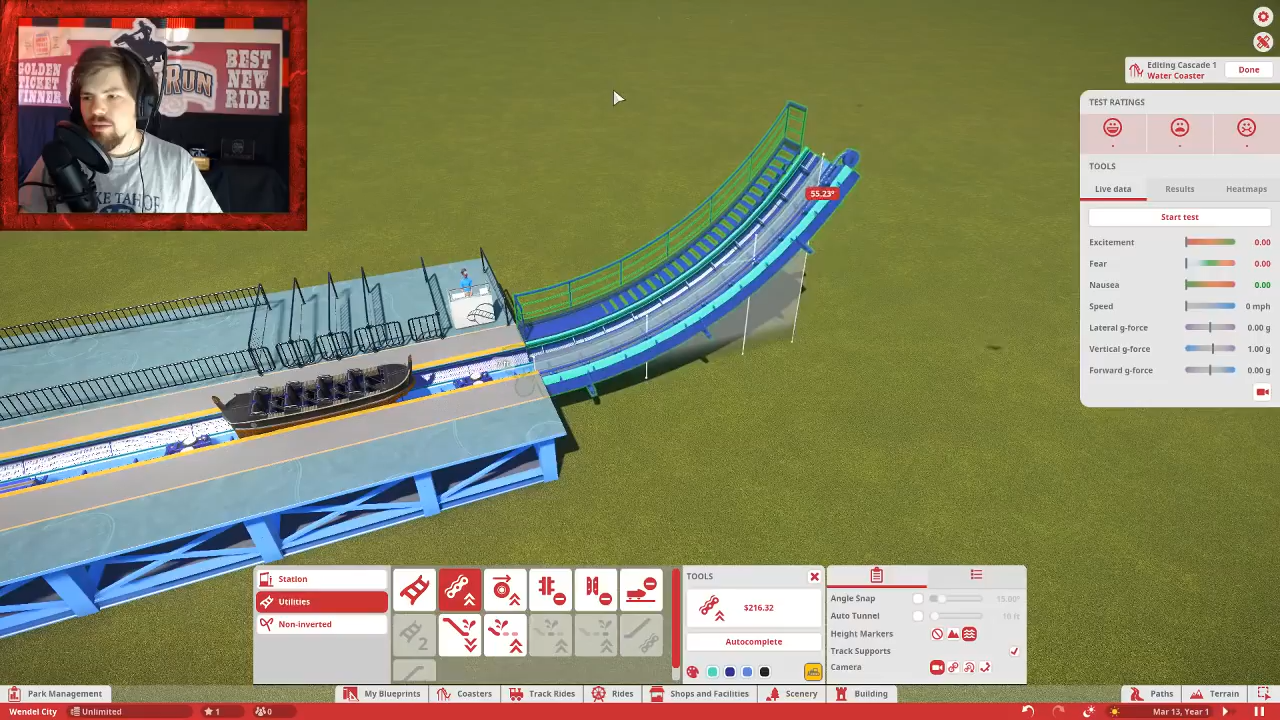 GOLDEN
TICKET
WINNER
RUN
BEST
NEW
RIDE
Editing Cascade 1
Water Coaster
Done
TEST RATINGS
- - -
TOOLS
Live data Results Heatmaps
Start test
Excitement 0.00
Fear 0.00
Nausea 0.00
Speed 0 mph
Lateral g-force 0.00 g
Vertical g-force 1.00 g
Forward g-force 0.00 g
55.23°
Station
Utilities
Non-inverted
2
TOOLS
$216.32
Autocomplete
Angle Snap 15.00°
Auto Tunnel 10 ft
Height Markers
Track Supports
Camera
Park Management My Blueprints Coasters Track Rides Rides Shops and Facilities Scenery Building Paths Terrain
Wendel City Unlimited 1 0 Mar 13, Year 1